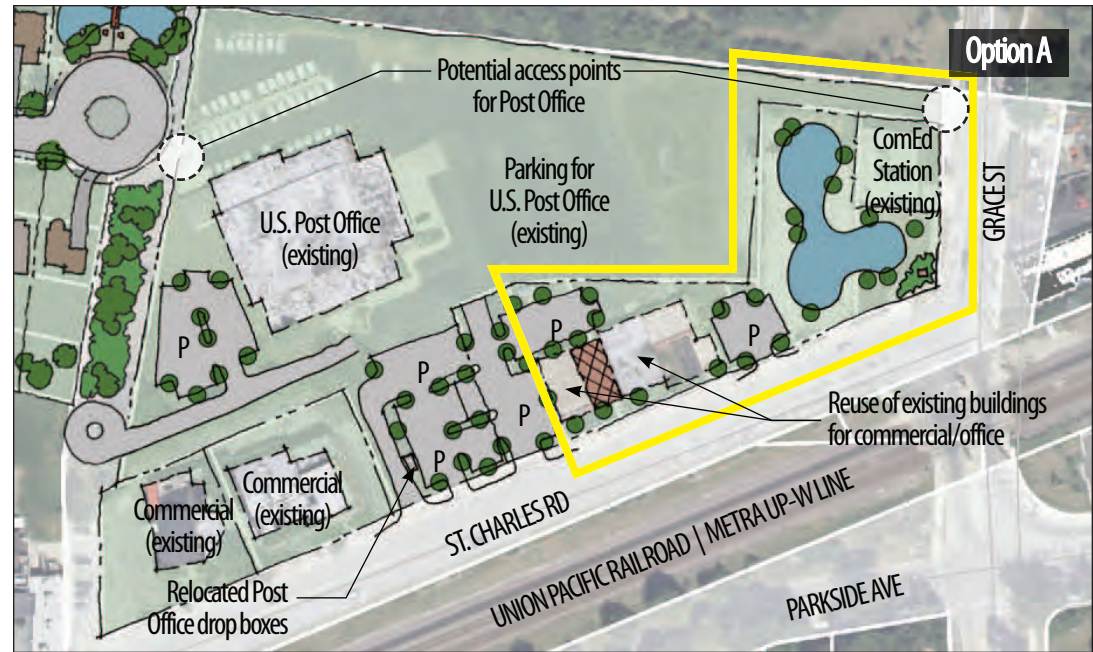 Option A
Potential access points
for Post Office
ComEd
Station
(existing)
GRACE ST
Parking for
U.S. Post Office
(existing)
U.S. Post Office
(existing)
P
P
P
P
P
P
Reuse of existing buildings
for commercial/office
Commercial
(existing)
Commercial
(existing)
ST. CHARLES RD
UNION PACIFIC RAILROAD | METRA UP-W LINE
PARKSIDE AVE
Relocated Post
Office drop boxes